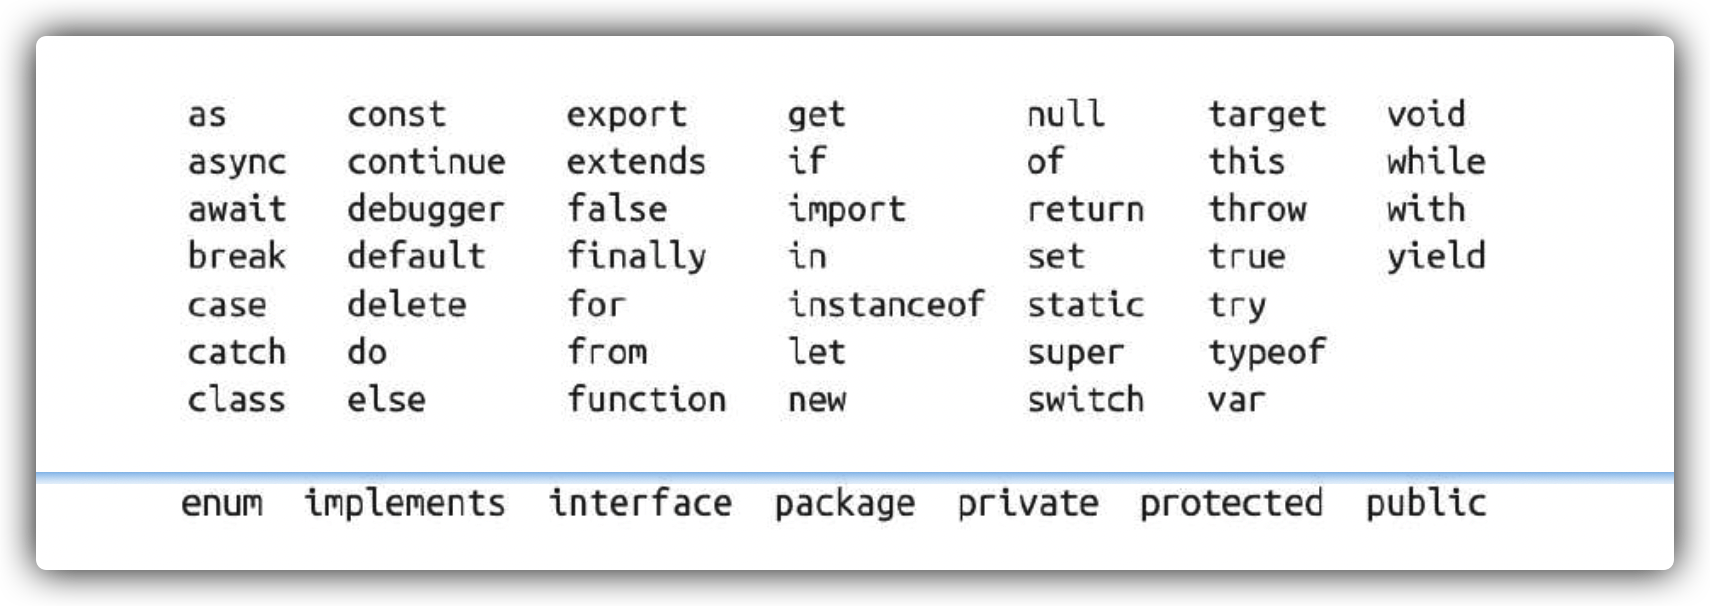 as const export get null target void
async continue extends if of this while
await debugger false import return throw with
break default finally in set true yield
case delete for instanceof static try
catch do from let super typeof
class else function new switch var
enum implements interface package private protected public